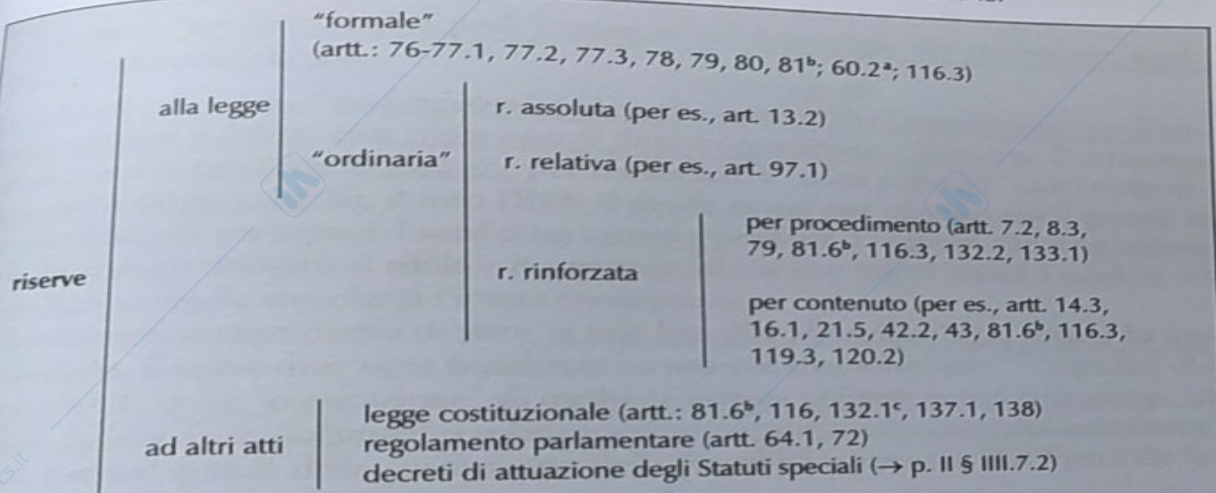 "formale"
(artt.: 76-77.1, 77.2, 77.3, 78, 79, 80, 81ᵇ; 60.2ᵃ; 116.3)
alla legge
r. assoluta (per es., art. 13.2)
"ordinaria"
r. relativa (per es., art. 97.1)
per procedimento (artt. 7.2, 8.3,
79, 81.6ᵇ, 116.3, 132.2, 133.1)
riserve
r. rinforzata
per contenuto (per es., artt. 14.3,
16.1, 21.5, 42.2, 43, 81.6ᵇ, 116.3,
119.3, 120.2)
legge costituzionale (artt.: 81.6ᵇ, 116, 132.1ᶜ, 137.1, 138)
ad altri atti
regolamento parlamentare (artt. 64.1, 72)
decreti di attuazione degli Statuti speciali (→ p. II § IIII.7.2)